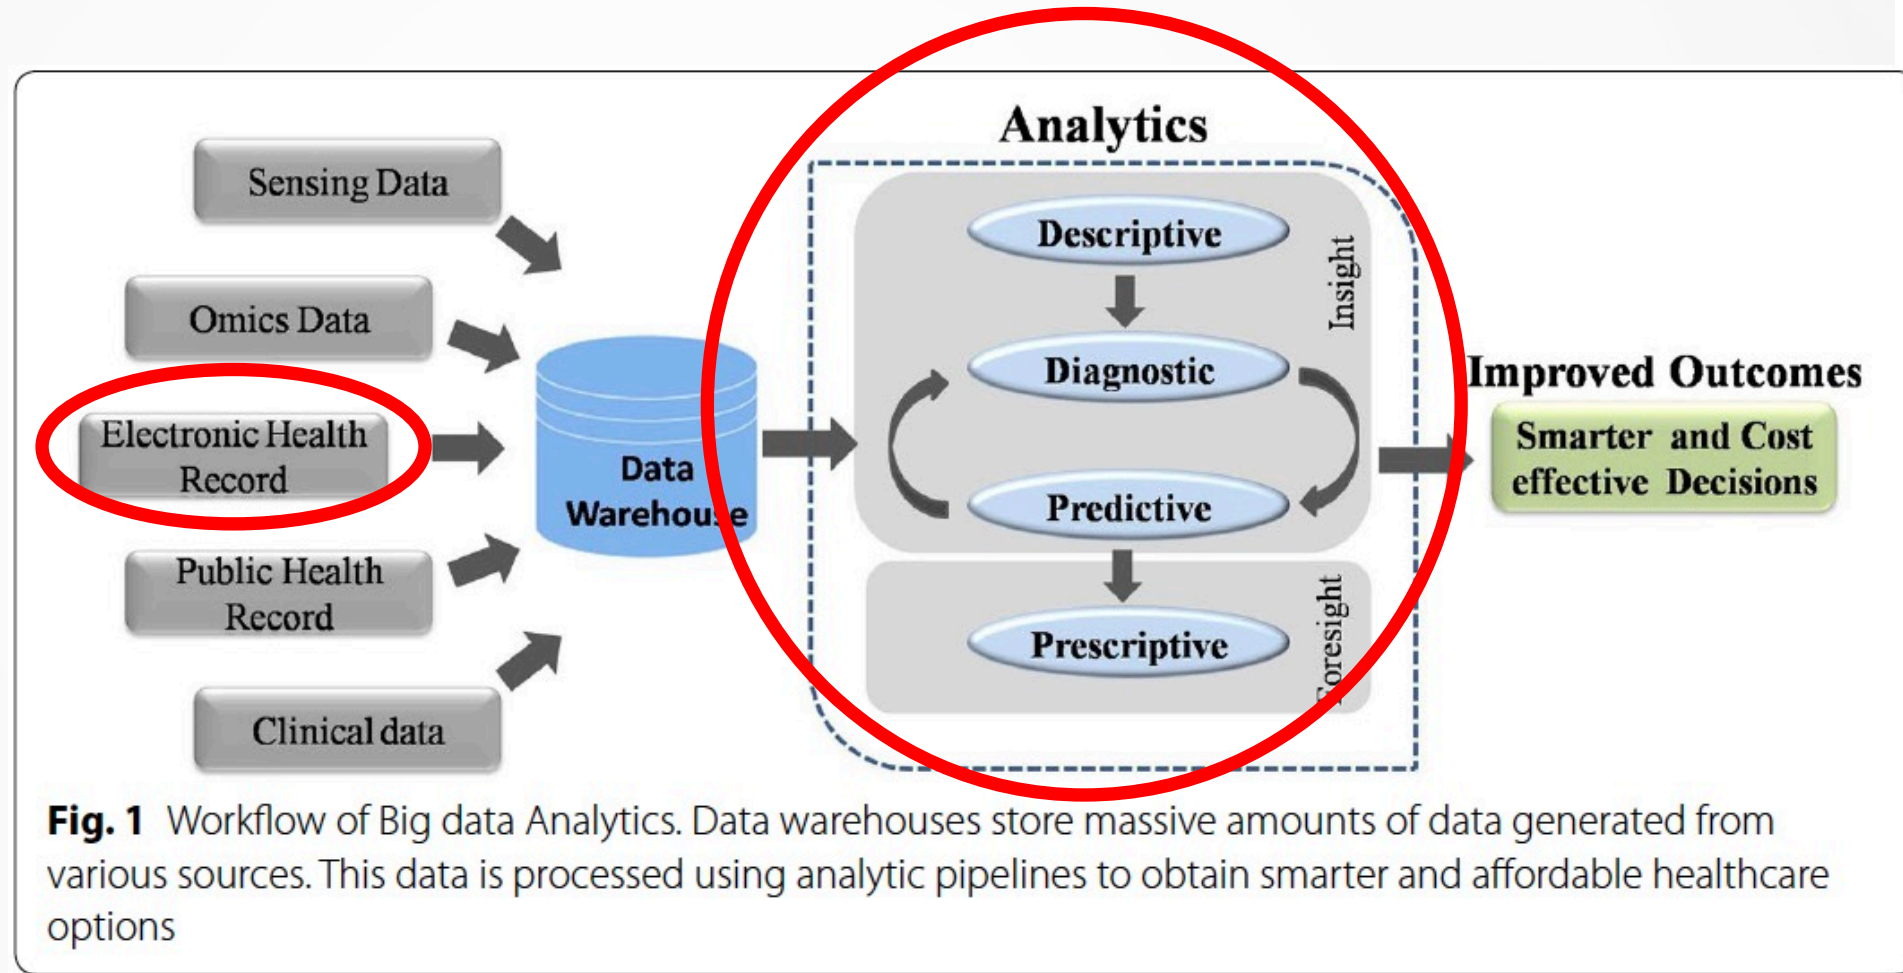 Sensing Data
Omics Data
Electronic Health
Record
Public Health
Record
Clinical data
Data
Warehouse
Analytics
Descriptive
Diagnostic
Predictive
Insight
Prescriptive
Foresight
Improved Outcomes
Smarter and Cost
effective Decisions
Fig. 1 Workflow of Big data Analytics. Data warehouses store massive amounts of data generated from
various sources. This data is processed using analytic pipelines to obtain smarter and affordable healthcare
options